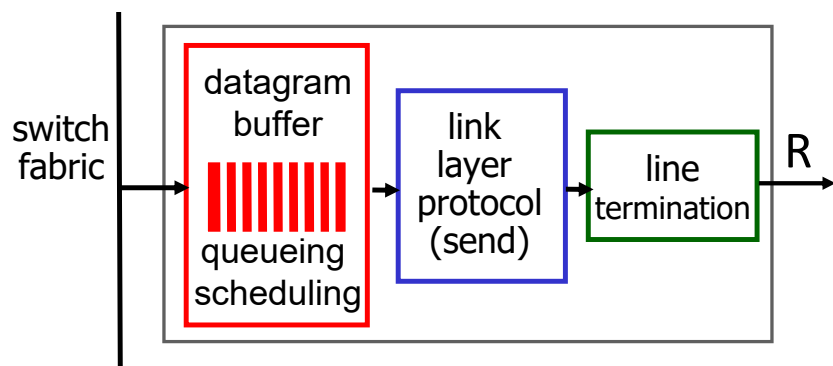 switch
fabric
datagram
buffer
queueing
scheduling
link
layer
protocol
(send)
line
termination
R